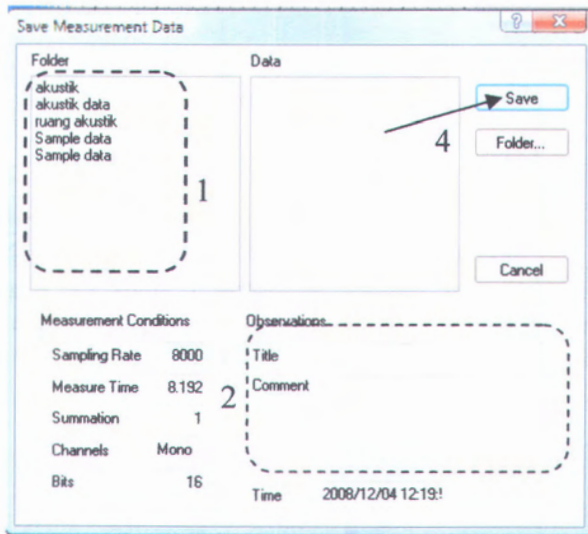 Save Measurement Data
Folder
Data
akustik
akustik data
ruang akustik
Sample data
Sample data
1
Save
4
Folder...
Cancel
Measurement Conditions
Observations
Sampling Rate 8000
Title
Measure Time 8.192
2
Comment
Summation 1
Channels Mono
Bits 16
Time 2008/12/04 12:19:!